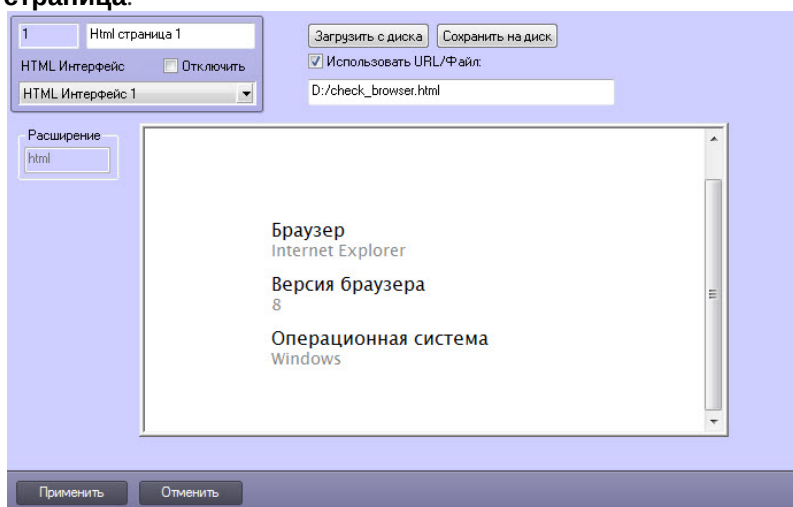 страница.
1
Html страница 1
Загрузить с диска
Сохранить на диск
HTML Интерфейс
Отключить
Использовать URL/Файл:
HTML Интерфейс 1
D:/check_browser.html
Расширение
html
Браузер
Internet Explorer
Версия браузера
8
Операционная система
Windows
Применить
Отменить